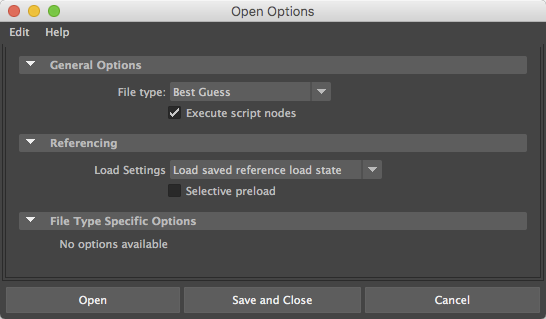 Open Options
Edit Help
General Options
File type: Best Guess
Execute script nodes
Referencing
Load Settings Load saved reference load state
Selective preload
File Type Specific Options
No options available
Open Save and Close Cancel